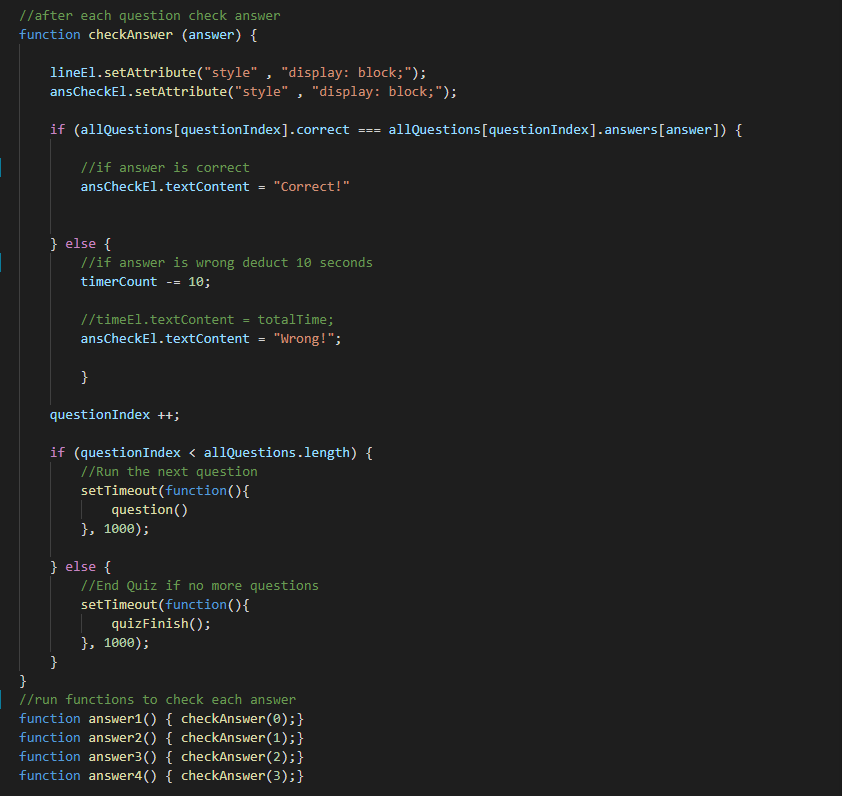 //after each question check answer
function checkAnswer (answer) {
lineEl.setAttribute("style" , "display: block;");
ansCheckEl.setAttribute("style" , "display: block;");
if (allQuestions[questionIndex].correct === allQuestions[questionIndex].answers[answer]) {
//if answer is correct
ansCheckEl.textContent = "Correct!"
} else {
//if answer is wrong deduct 10 seconds
timerCount -= 10;
//timeEl.textContent = totalTime;
ansCheckEl.textContent = "Wrong!";
}
questionIndex ++;
if (questionIndex < allQuestions.length) {
//Run the next question
setTimeout(function(){
question()
}, 1000);
} else {
//End Quiz if no more questions
setTimeout(function(){
quizFinish();
}, 1000);
}
}
//run functions to check each answer
function answer1() { checkAnswer(0);}
function answer2() { checkAnswer(1);}
function answer3() { checkAnswer(2);}
function answer4() { checkAnswer(3);}